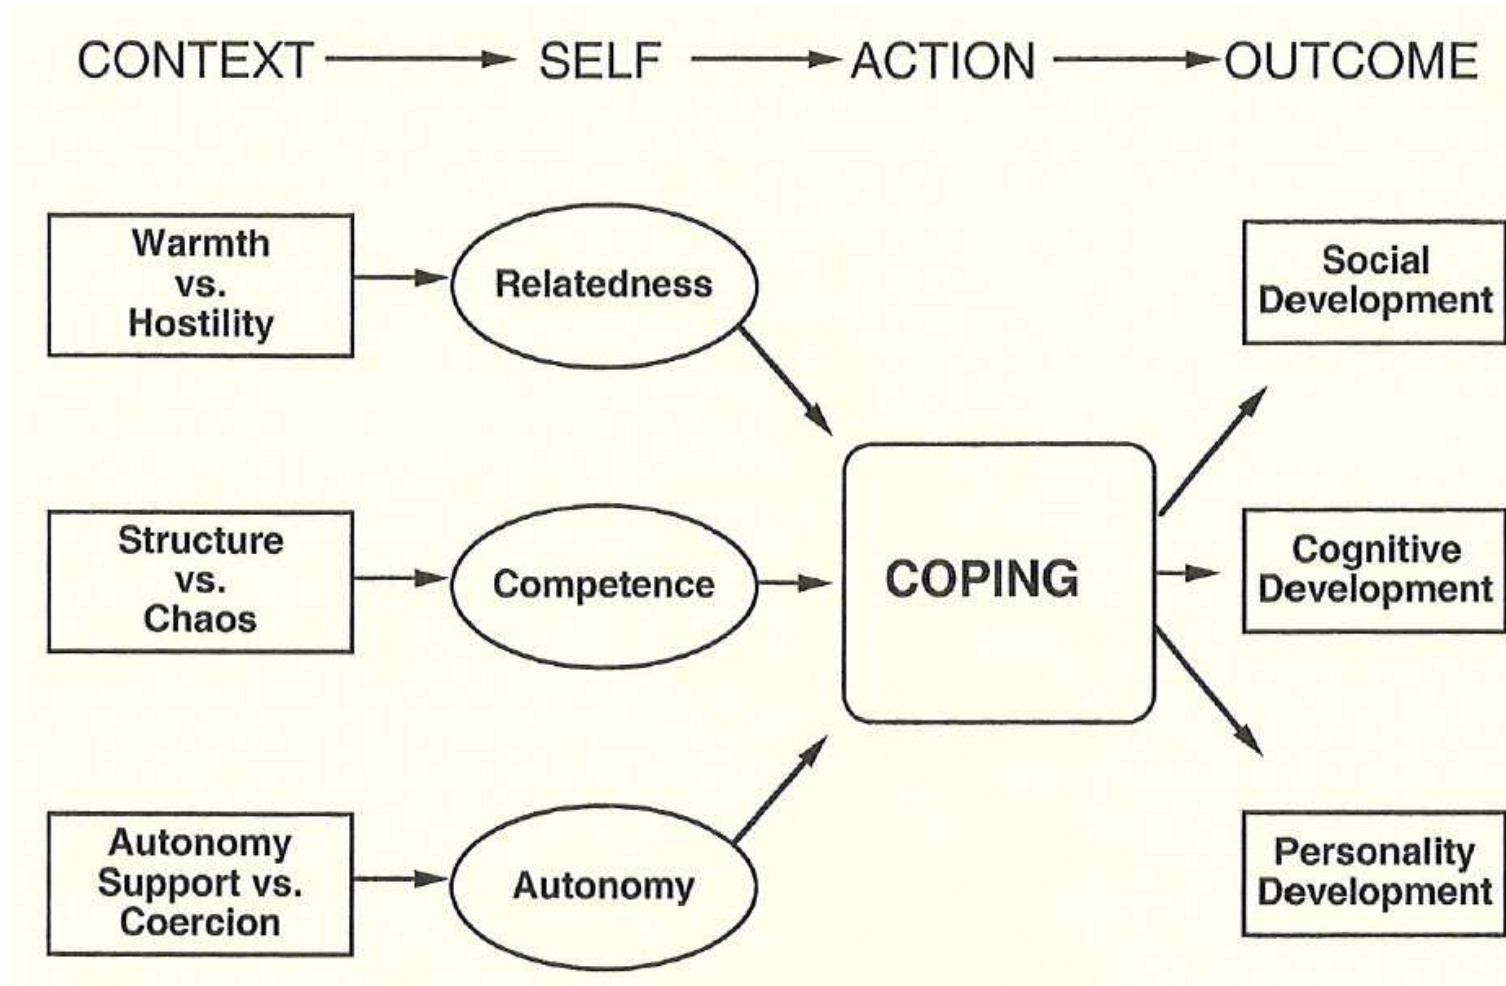 CONTEXT SELF ACTION OUTCOME
Warmth
vs.
Hostility
Relatedness
Social
Development
Structure
vs.
Chaos
Competence
COPING
Cognitive
Development
Autonomy
Support vs.
Coercion
Autonomy
Personality
Development